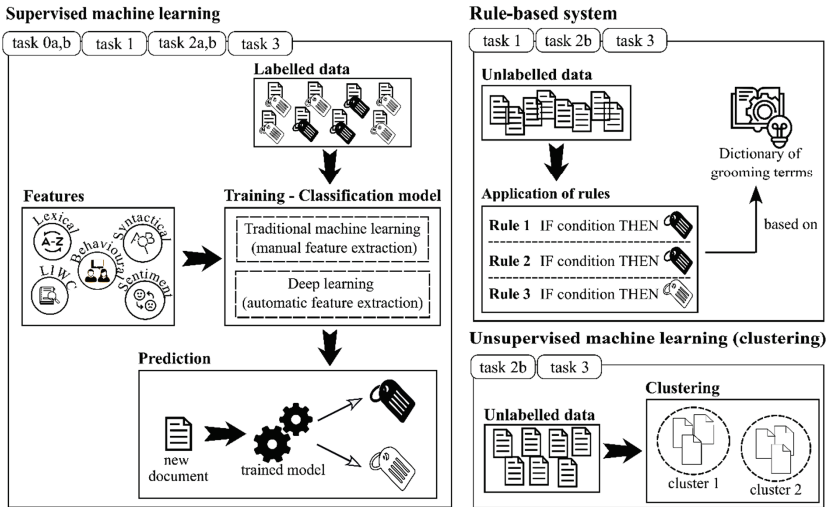 Supervised machine learning
task 0a,b
task 1
task 2a,b
task 3
Labelled data
Features
Lexical
A-Z
Syntactical
A
B
Behavioural
LIWC
Sentiment
Training - Classification model
Traditional machine learning
(manual feature extraction)
Deep learning
(automatic feature extraction)
Prediction
new
document
trained model
Rule-based system
task 1
task 2b
task 3
Unlabelled data
Dictionary of
grooming terms
Application of rules
Rule 1 IF condition THEN
Rule 2 IF condition THEN
Rule 3 IF condition THEN
based on
Unsupervised machine learning (clustering)
task 2b
task 3
Unlabelled data
Clustering
cluster 1
cluster 2